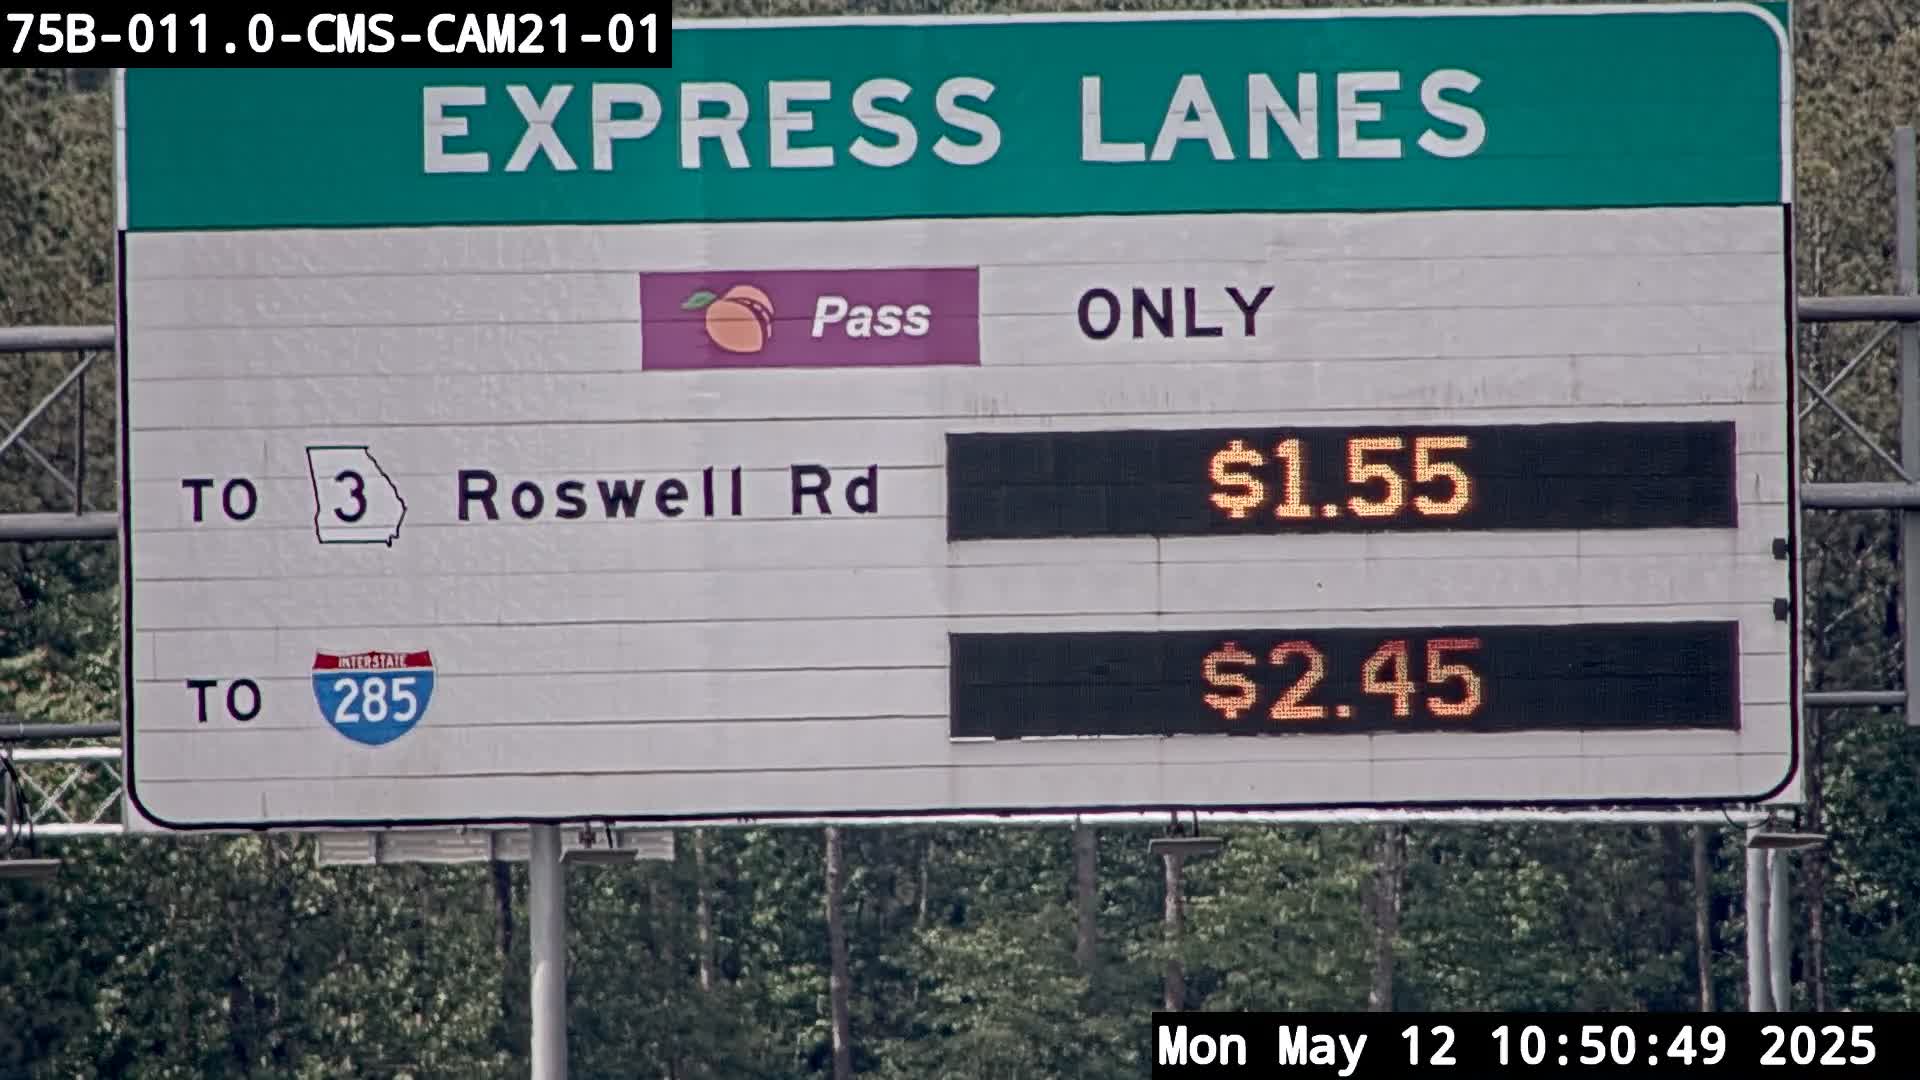 75B-011.0-CMS-CAM21-01
EXPRESS LANES
Pass ONLY
TO 3 Roswell Rd $1.55
TO INTERSTATE 285 $2.45
Mon May 12 10:50:49 2025